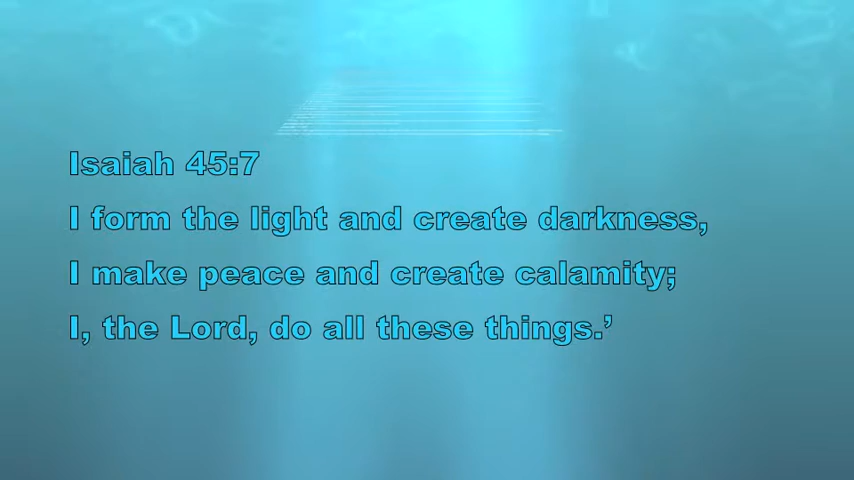 Isaiah 45:7
I form the light and create darkness,
I make peace and create calamity;
I, the Lord, do all these things.’